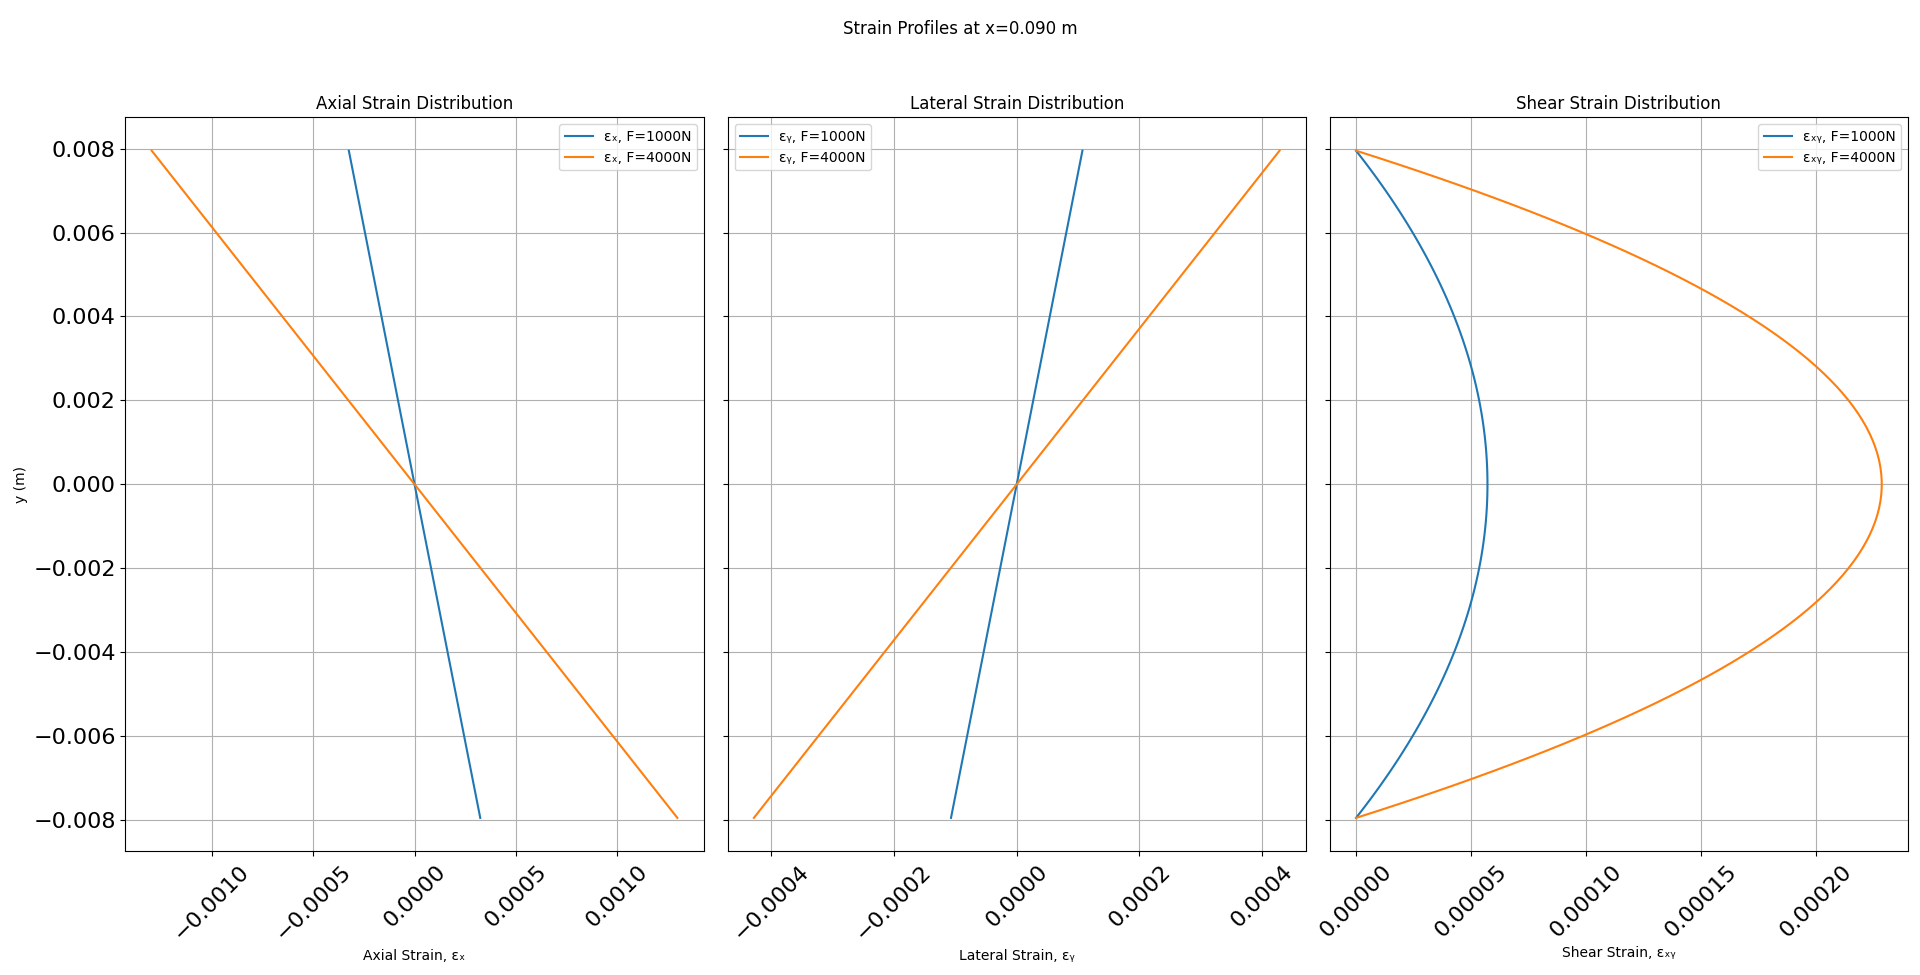 Strain Profiles at x=0.090 m
Axial Strain Distribution
εₓ, F=1000N
εₓ, F=4000N
0.008
0.006
0.004
0.002
0.000
−0.002
−0.004
−0.006
−0.008
y (m)
−0.0010
−0.0005
0.0000
0.0005
0.0010
Axial Strain, εₓ
Lateral Strain Distribution
εᵧ, F=1000N
εᵧ, F=4000N
−0.0004
−0.0002
0.0000
0.0002
0.0004
Lateral Strain, εᵧ
Shear Strain Distribution
εₓᵧ, F=1000N
εₓᵧ, F=4000N
0.00000
0.00005
0.00010
0.00015
0.00020
Shear Strain, εₓᵧ